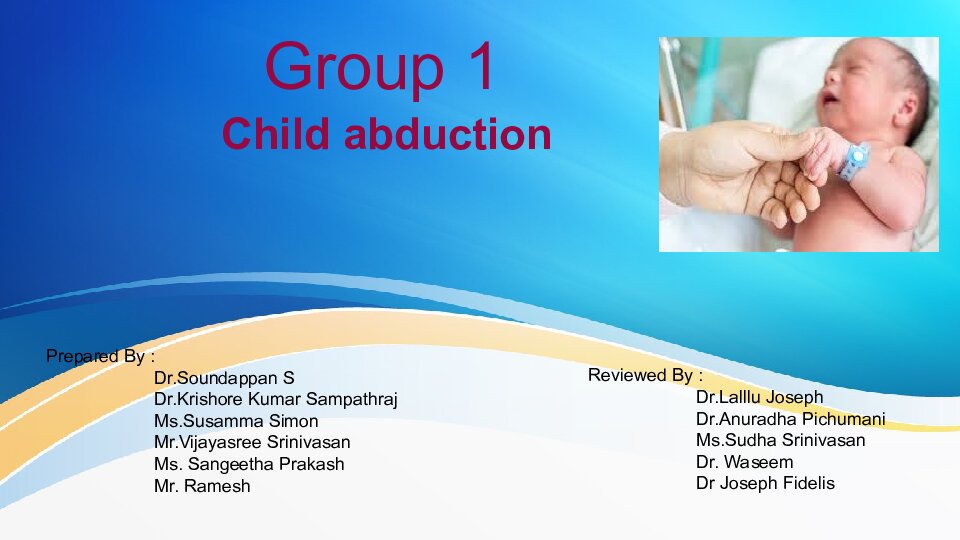 Group 1
Child abduction
Prepared By :
Dr.Soundappan S
Dr.Krishore Kumar Sampathraj
Ms.Susamma Simon
Mr.Vijayasree Srinivasan
Ms. Sangeetha Prakash
Mr. Ramesh
Reviewed By :
Dr.Lalllu Joseph
Dr.Anuradha Pichumani
Ms.Sudha Srinivasan
Dr. Waseem
Dr Joseph Fidelis